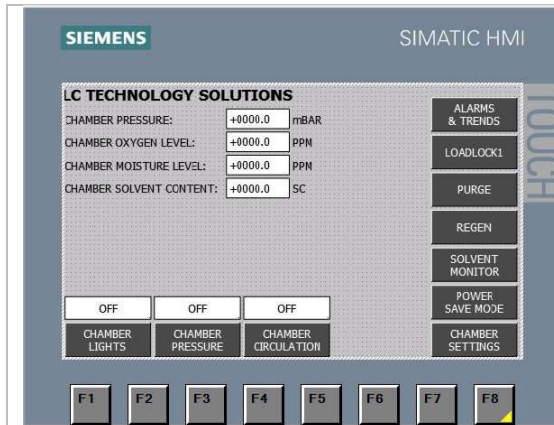 SIEMENS
SIMATIC HMI
TOUCH
LC TECHNOLOGY SOLUTIONS
CHAMBER PRESSURE: +0000.0 mBAR
CHAMBER OXYGEN LEVEL: +0000.0 PPM
CHAMBER MOISTURE LEVEL: +0000.0 PPM
CHAMBER SOLVENT CONTENT: +0000.0 SC
ALARMS
& TRENDS
LOADLOCK1
PURGE
REGEN
SOLVENT
MONITOR
POWER
SAVE MODE
CHAMBER
SETTINGS
OFF OFF OFF
CHAMBER
LIGHTS
CHAMBER
PRESSURE
CHAMBER
CIRCULATION
F1 F2 F3 F4 F5 F6 F7 F8